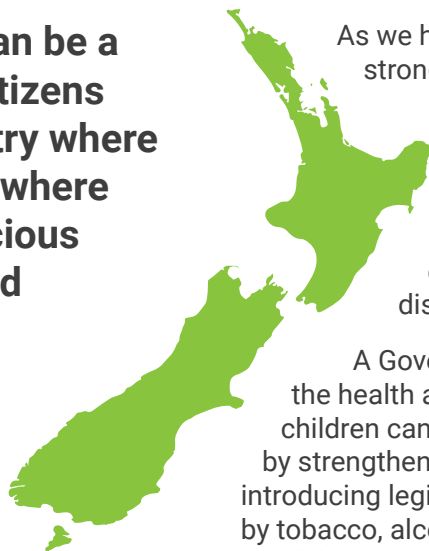 an be a
tizens
try where
where
cious
d
As we h
stron
dis
A Gove
the health a
children can
by strengthen
introducing legi
by tobacco, alco